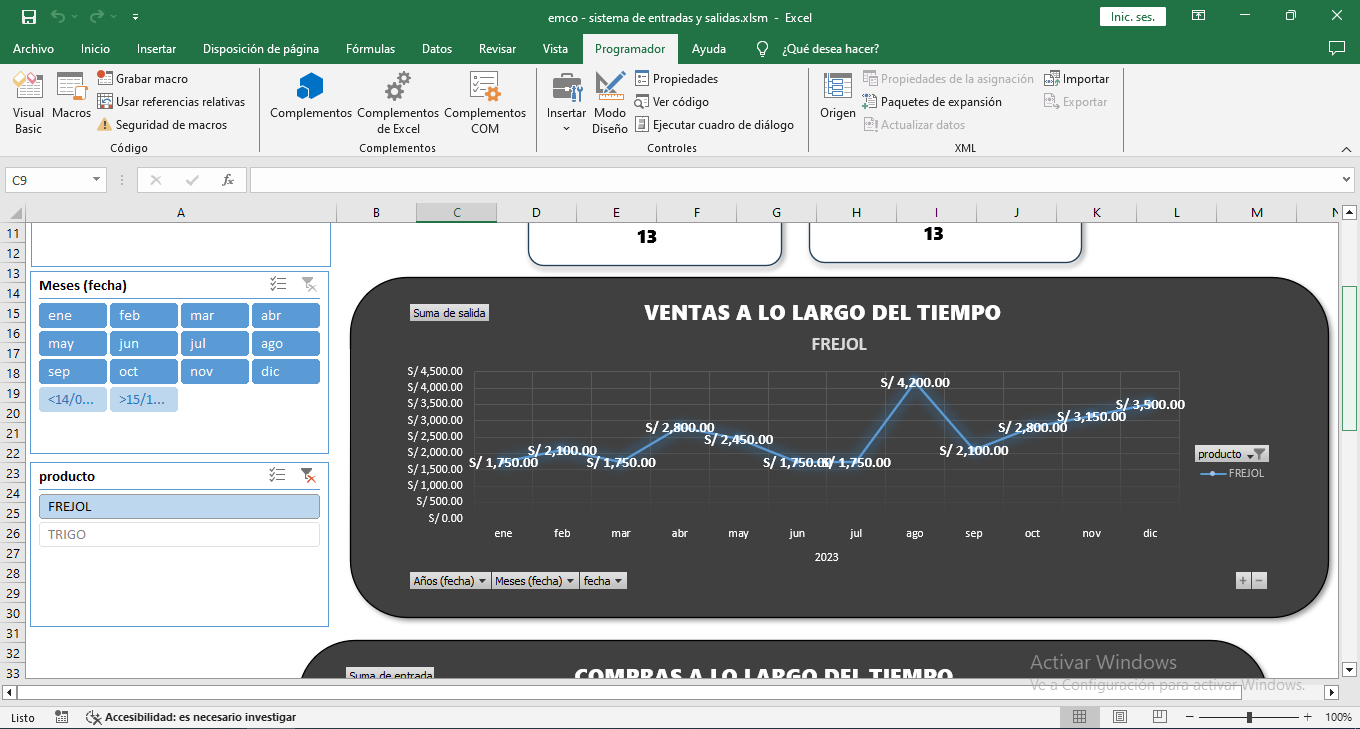 emco - sistema de entradas y salidas.xlsm - Excel
Inic. ses.
Archivo Inicio Insertar Disposición de página Fórmulas Datos Revisar Vista Programador Ayuda ¿Qué desea hacer?
Visual Basic
Macros
Grabar macro
Usar referencias relativas
Seguridad de macros
Código
Complementos
Complementos de Excel
Complementos COM
Complementos
Insertar
Modo Diseño
Propiedades
Ver código
Ejecutar cuadro de diálogo
Controles
Origen
Propiedades de la asignación
Paquetes de expansión
Actualizar datos
Importar
Exportar
XML
C9
fx
A B C D E F G H I J K L M N
11
12
13
14
15
16
17
18
19
20
21
22
23
24
25
26
27
28
29
30
31
32
33
13 13
Meses (fecha)
ene feb mar abr
may jun jul ago
sep oct nov dic
<14/0... >15/1...
producto
FREJOL
TRIGO
Suma de salida
VENTAS A LO LARGO DEL TIEMPO
FREJOL
S/ 4,500.00
S/ 4,000.00
S/ 3,500.00
S/ 3,000.00
S/ 2,500.00
S/ 2,000.00
S/ 1,500.00
S/ 1,000.00
S/ 500.00
S/ 0.00
S/ 1,750.00 S/ 2,100.00 S/ 1,750.00 S/ 2,800.00 S/ 2,450.00 S/ 1,750.00 S/ 1,750.00 S/ 4,200.00 S/ 2,100.00 S/ 2,800.00 S/ 3,150.00 S/ 3,500.00
ene feb mar abr may jun jul ago sep oct nov dic
2023
producto
FREJOL
Años (fecha) Meses (fecha) fecha
+ −
Suma de entrada
COMPRAS A LO LARGO DEL TIEMPO
Activar Windows
Ve a Configuración para activar Windows.
Listo
Accesibilidad: es necesario investigar
100%